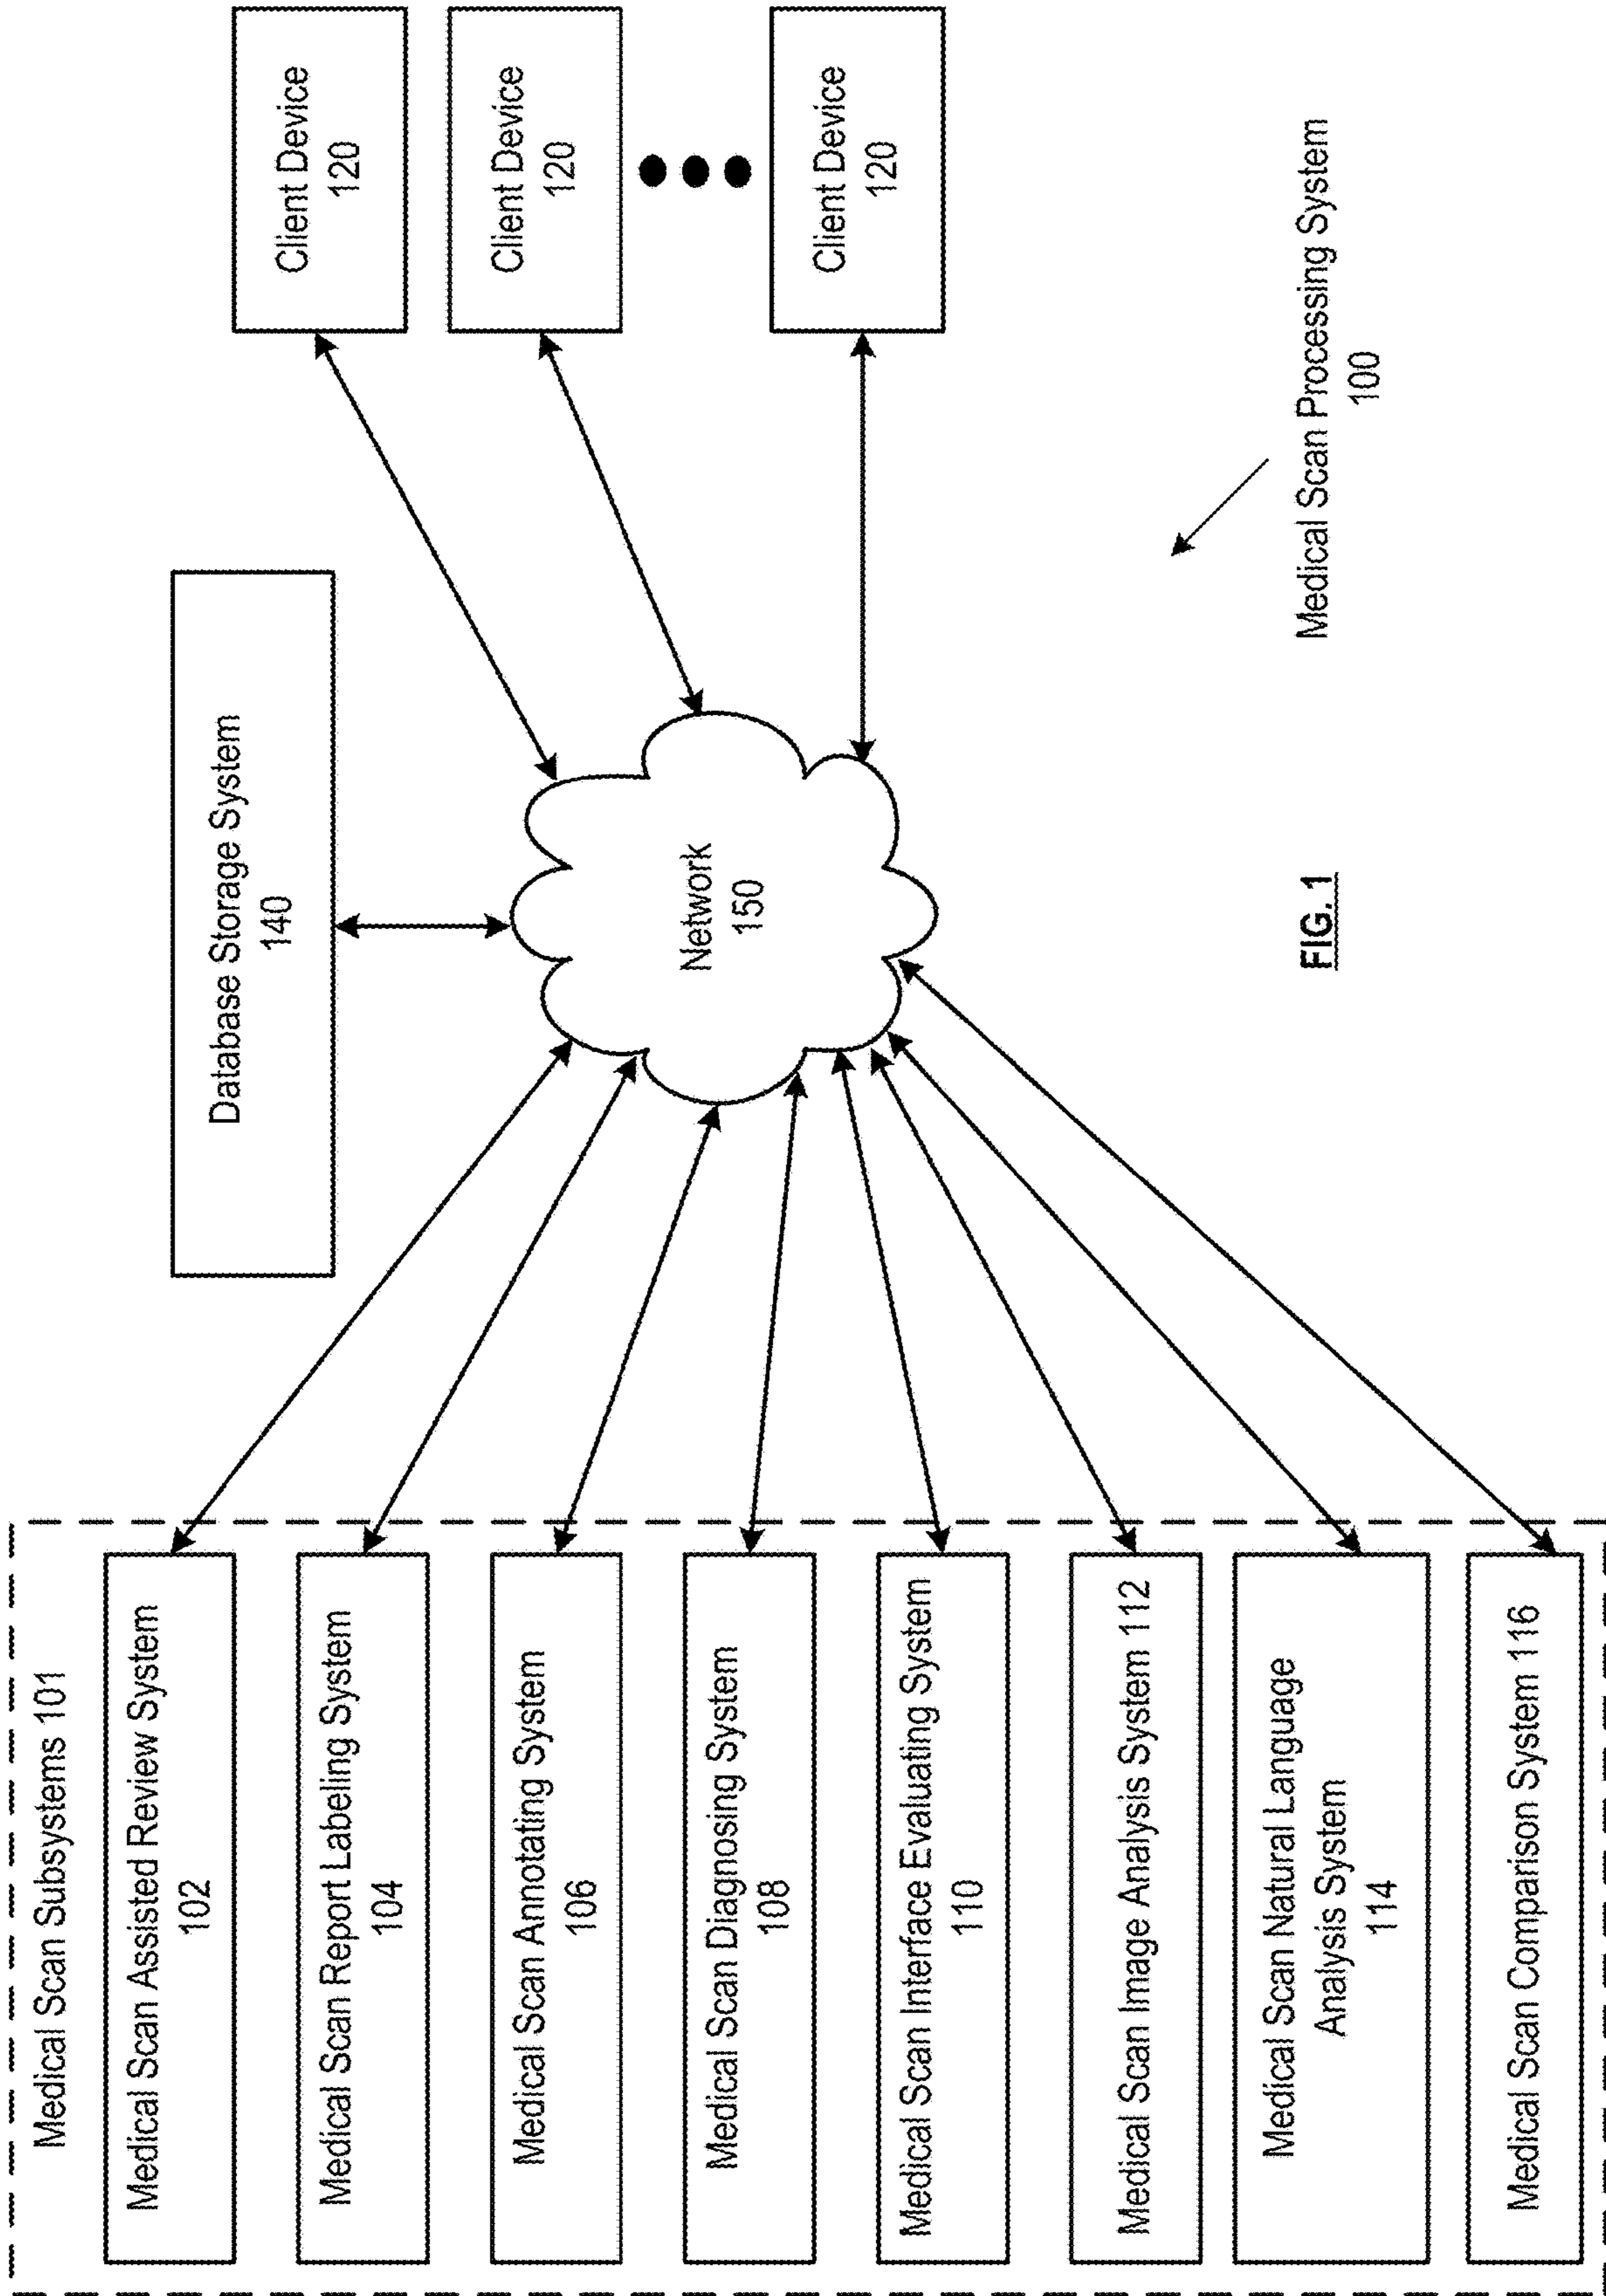 Medical Scan Subsystems 101
Medical Scan Assisted Review System
102
Medical Scan Report Labeling System
104
Medical Scan Annotating System
106
Medical Scan Diagnosing System
108
Medical Scan Interface Evaluating System
110
Medical Scan Image Analysis System 112
Medical Scan Natural Language
Analysis System
114
Medical Scan Comparison System 116
Database Storage System
140
Network
150
Client Device
120
Client Device
120
Client Device
120
Medical Scan Processing System
100
FIG. 1